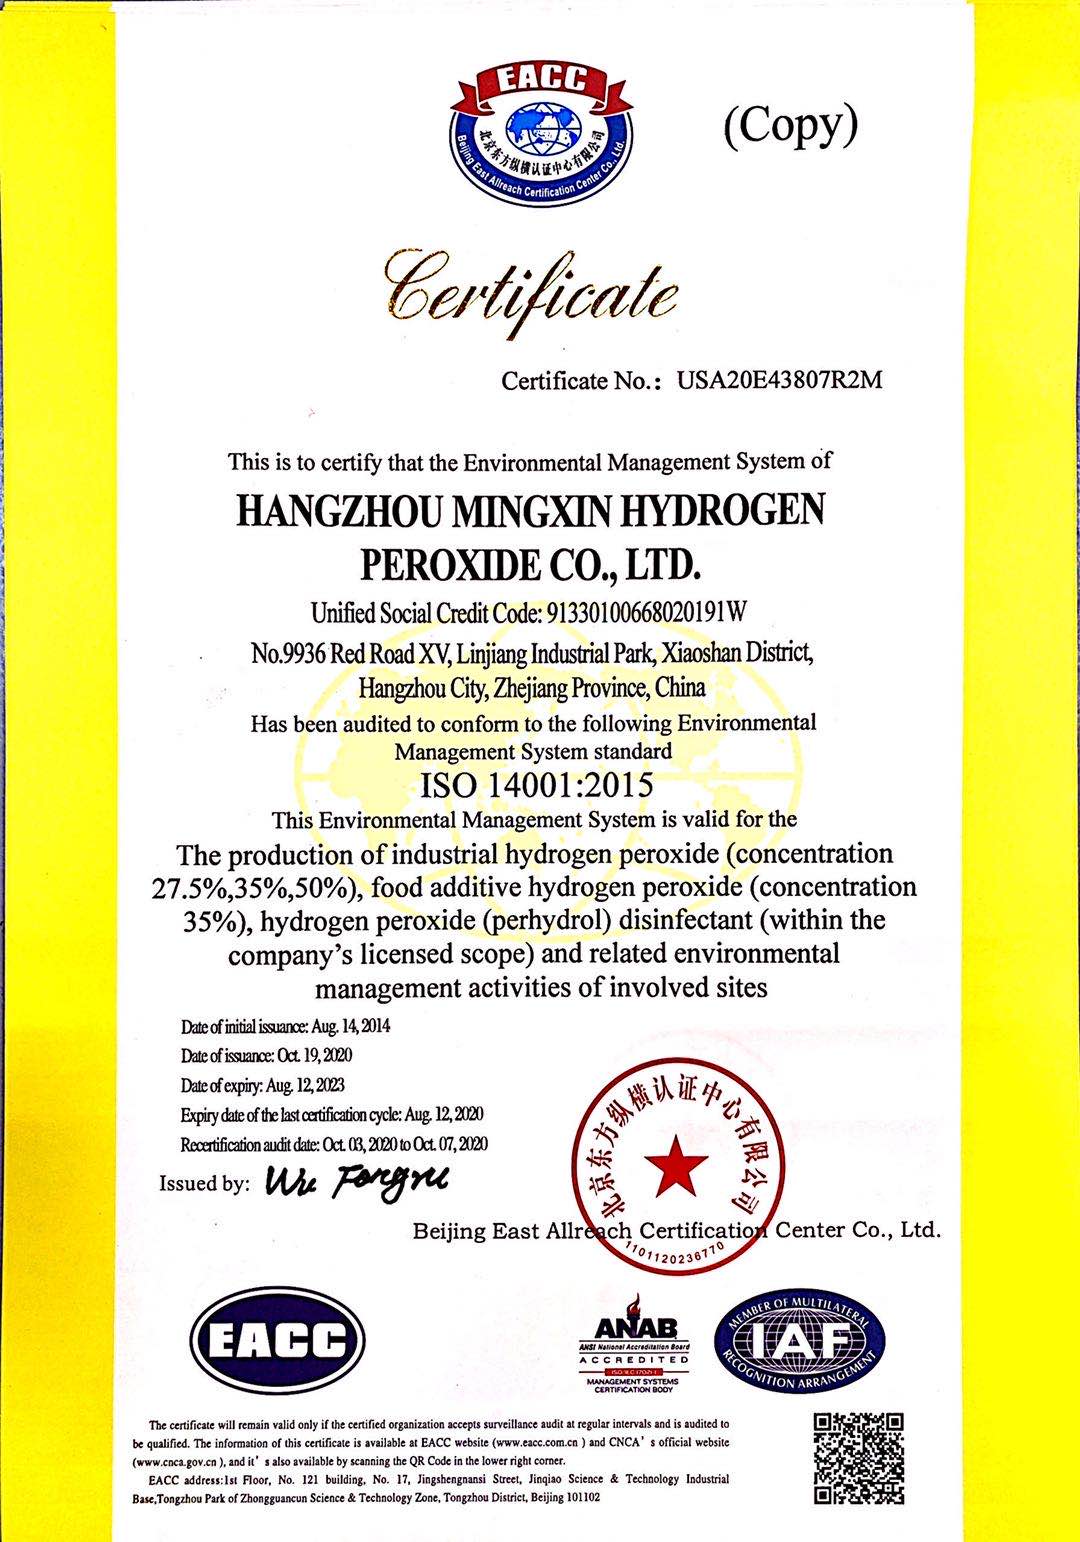 EACC
北京东方纵横认证中心有限公司
Beijing East Allreach Certification Center Co., Ltd.
(Copy)
Certificate
Certificate No.: USA20E43807R2M
This is to certify that the Environmental Management System of
HANGZHOU MINGXIN HYDROGEN
PEROXIDE CO., LTD.
Unified Social Credit Code: 91330100668020191W
No.9936 Red Road XV, Linjiang Industrial Park, Xiaoshan District,
Hangzhou City, Zhejiang Province, China
Has been audited to conform to the following Environmental
Management System standard
ISO 14001:2015
This Environmental Management System is valid for the
The production of industrial hydrogen peroxide (concentration
27.5%,35%,50%), food additive hydrogen peroxide (concentration
35%), hydrogen peroxide (perhydrol) disinfectant (within the
company's licensed scope) and related environmental
management activities of involved sites
Date of initial issuance: Aug. 14, 2014
Date of issuance: Oct. 19, 2020
Date of expiry: Aug. 12, 2023
Expiry date of the last certification cycle: Aug. 12, 2020
Recertification audit date: Oct. 03, 2020 to Oct. 07, 2020
Issued by: Wu Fongru
北京东方纵横认证中心有限公司
Beijing East Allreach Certification Center Co., Ltd.
1101120236770
EACC
ANAB
ANSI National Accreditation Board
ACCREDITED
ISO/IEC 17021-1
MANAGEMENT SYSTEMS
CERTIFICATION BODY
MEMBER OF MULTILATERAL
IAF
RECOGNITION ARRANGEMENT
The certificate will remain valid only if the certified organization accepts surveillance audit at regular intervals and is audited to
be qualified. The information of this certificate is available at EACC website (www.eacc.com.cn ) and CNCA' s official website
(www.cnca.gov.cn ), and it' s also available by scanning the QR Code in the lower right corner.
EACC address:1st Floor, No. 121 building, No. 17, Jingshengnansi Street, Jinqiao Science & Technology Industrial
Base,Tongzhou Park of Zhongguancun Science & Technology Zone, Tongzhou District, Beijing 101102